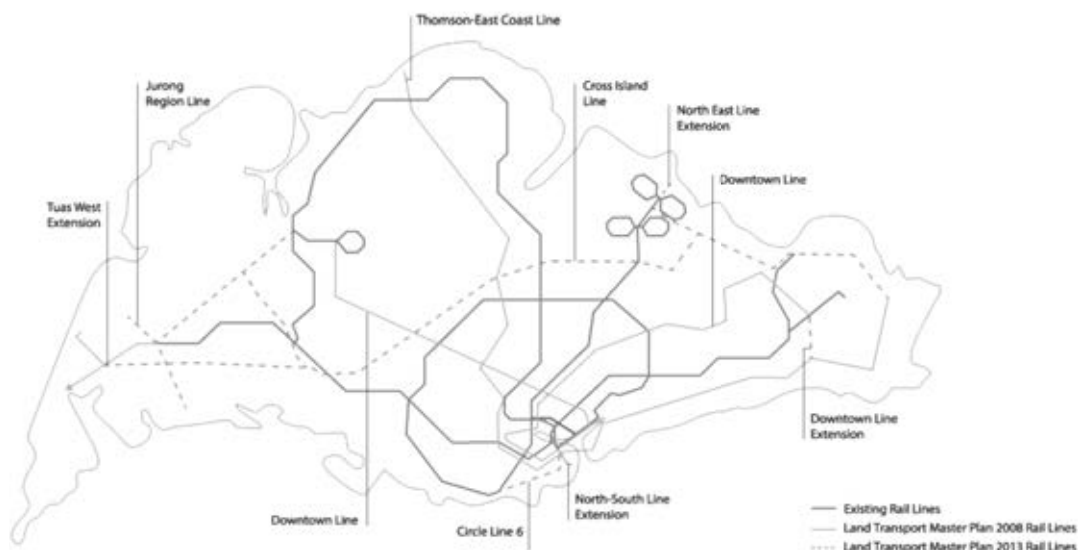 Thomson-East Coast Line
Jurong
Region Line
Cross Island
Line
North East Line
Extension
Downtown Line
Tuas West
Extension
Downtown Line
Extension
North-South Line
Extension
Downtown Line
Circle Line 6
Existing Rail Lines
Land Transport Master Plan 2008 Rail Lines
Land Transport Master Plan 2013 Rail Lines